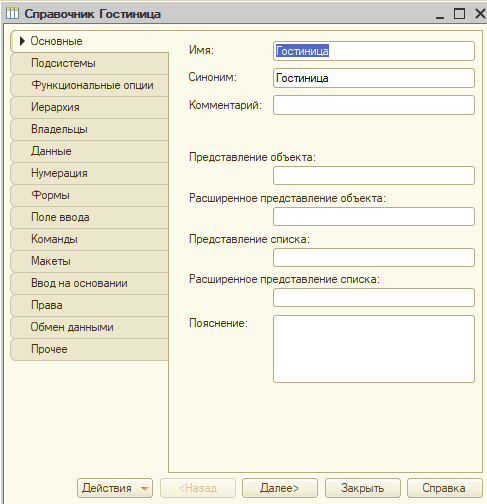 Справочник Гостиница
Основные
Подсистемы
Функциональные опции
Иерархия
Владельцы
Данные
Нумерация
Формы
Поле ввода
Команды
Макеты
Ввод на основании
Права
Обмен данными
Прочее
Имя: Гостиница
Синоним: Гостиница
Комментарий:
Представление объекта:
Расширенное представление объекта:
Представление списка:
Расширенное представление списка:
Пояснение:
Действия <Назад Далее> Закрыть Справка